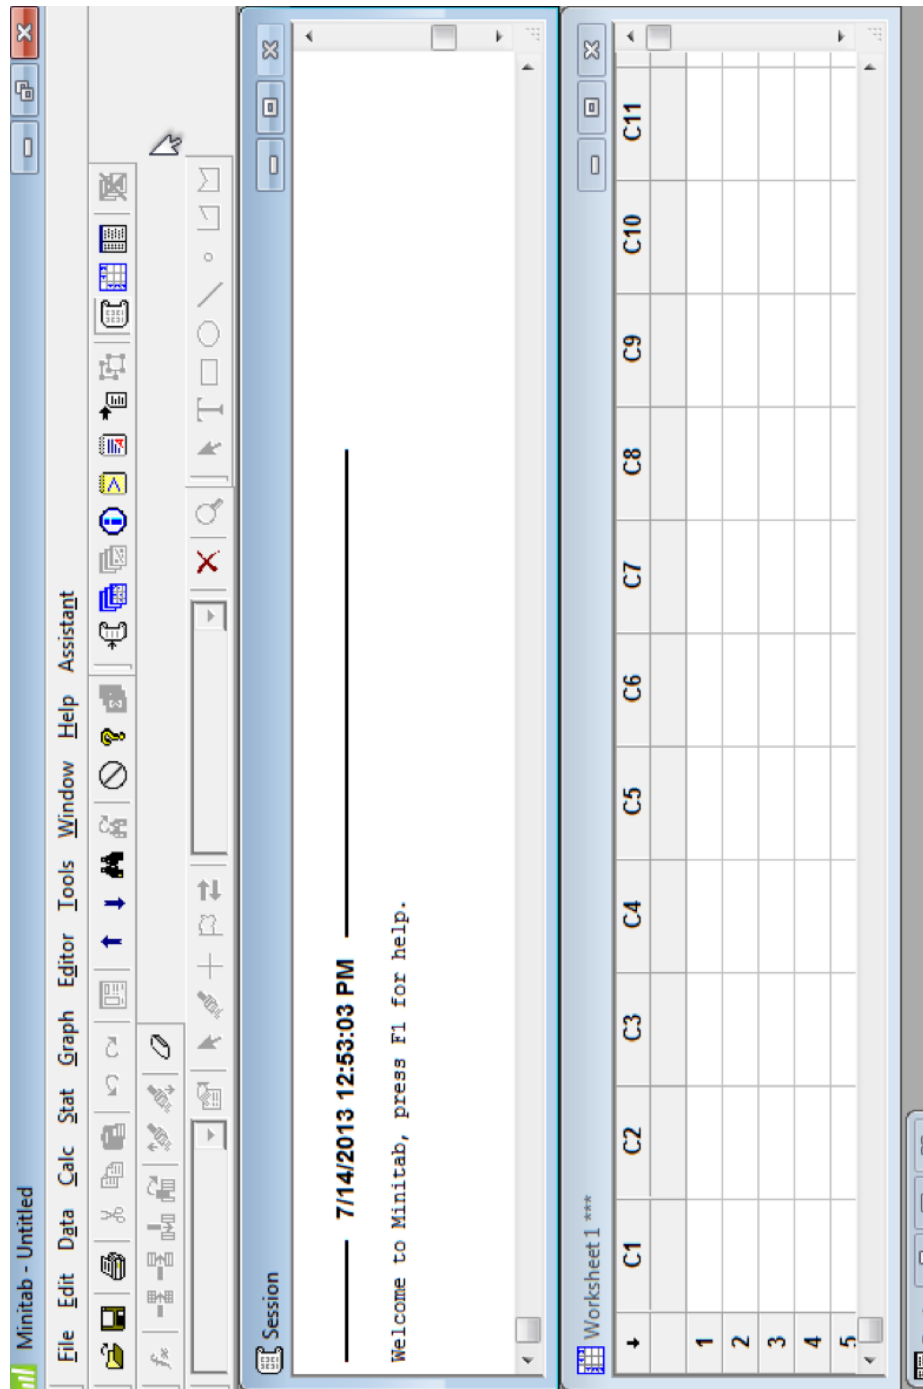 Minitab - Untitled
File Edit Data Calc Stat Graph Editor Tools Window Help Assistant
Session
7/14/2013 12:53:03 PM
Welcome to Minitab, press F1 for help.
Worksheet 1 ***
C1 C2 C3 C4 C5 C6 C7 C8 C9 C10 C11
1
2
3
4
5